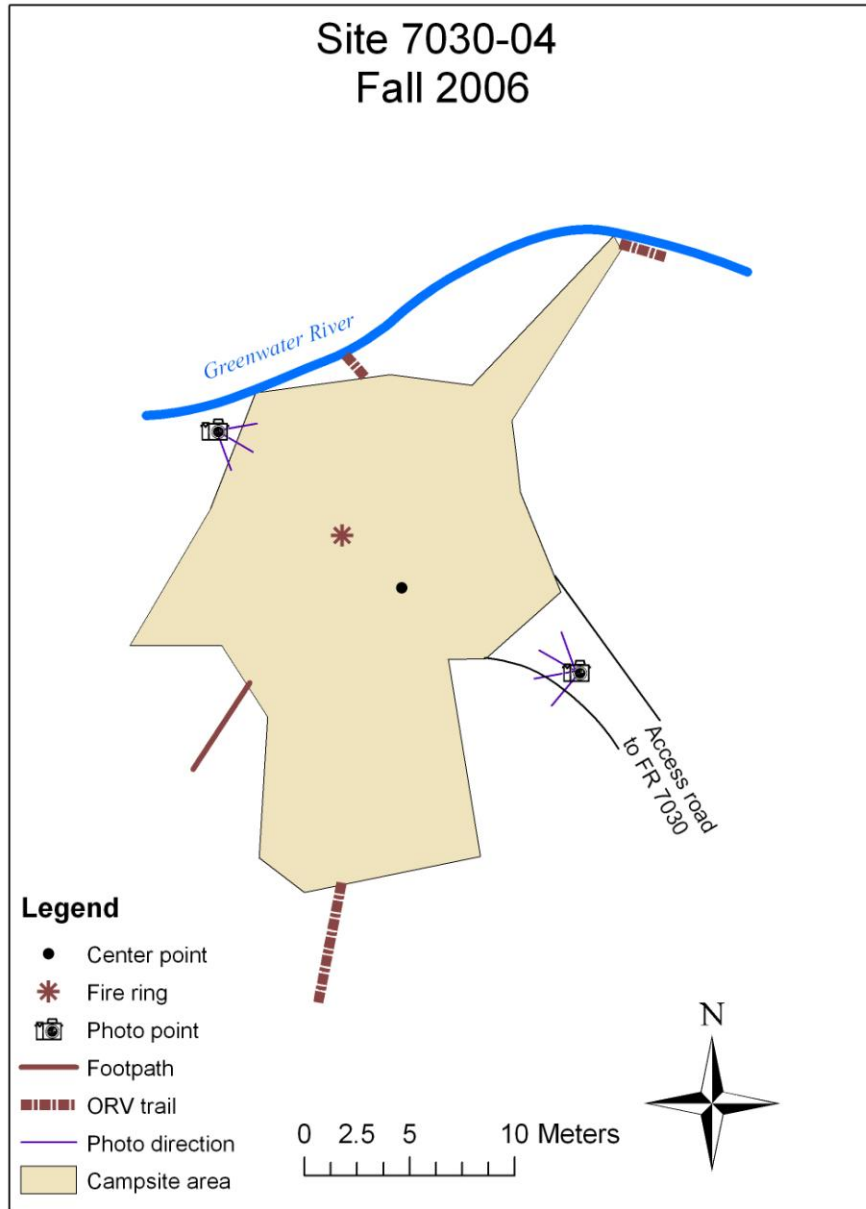 Site 7030-04
Fall 2006
Greenwater River
Access road
to FR 7030
Legend
Center point
Fire ring
Photo point
Footpath
ORV trail
Photo direction
Campsite area
0 2.5 5 10 Meters
N